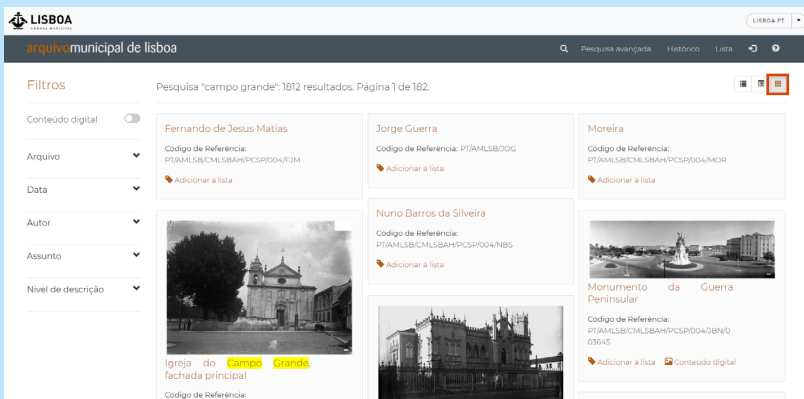 LISBOA
CÂMARA MUNICIPAL
LISBOA.PT
arquivomunicipal de lisboa
Pesquisa avançada
Histórico
Lista
Filtros
Pesquisa "campo grande": 1812 resultados. Página 1 de 182.
Conteúdo digital
Arquivo
Data
Autor
Assunto
Nível de descrição
Fernando de Jesus Matias
Código de Referência:
PT/AMLSB/CMLSBAH/PCSP/004/FJM
Adicionar à lista
Igreja do Campo Grande,
fachada principal
Código de Referência:
Jorge Guerra
Código de Referência: PT/AMLSB/JOG
Adicionar à lista
Nuno Barros da Silveira
Código de Referência:
PT/AMLSB/CMLSBAH/PCSP/004/NBS
Adicionar à lista
Moreira
Código de Referência:
PT/AMLSB/CMLSBAH/PCSP/004/MOR
Adicionar à lista
Monumento da Guerra
Peninsular
Código de Referência:
PT/AMLSB/CMLSBAH/PCSP/004/JBN/0
03645
Adicionar à lista Conteúdo digital